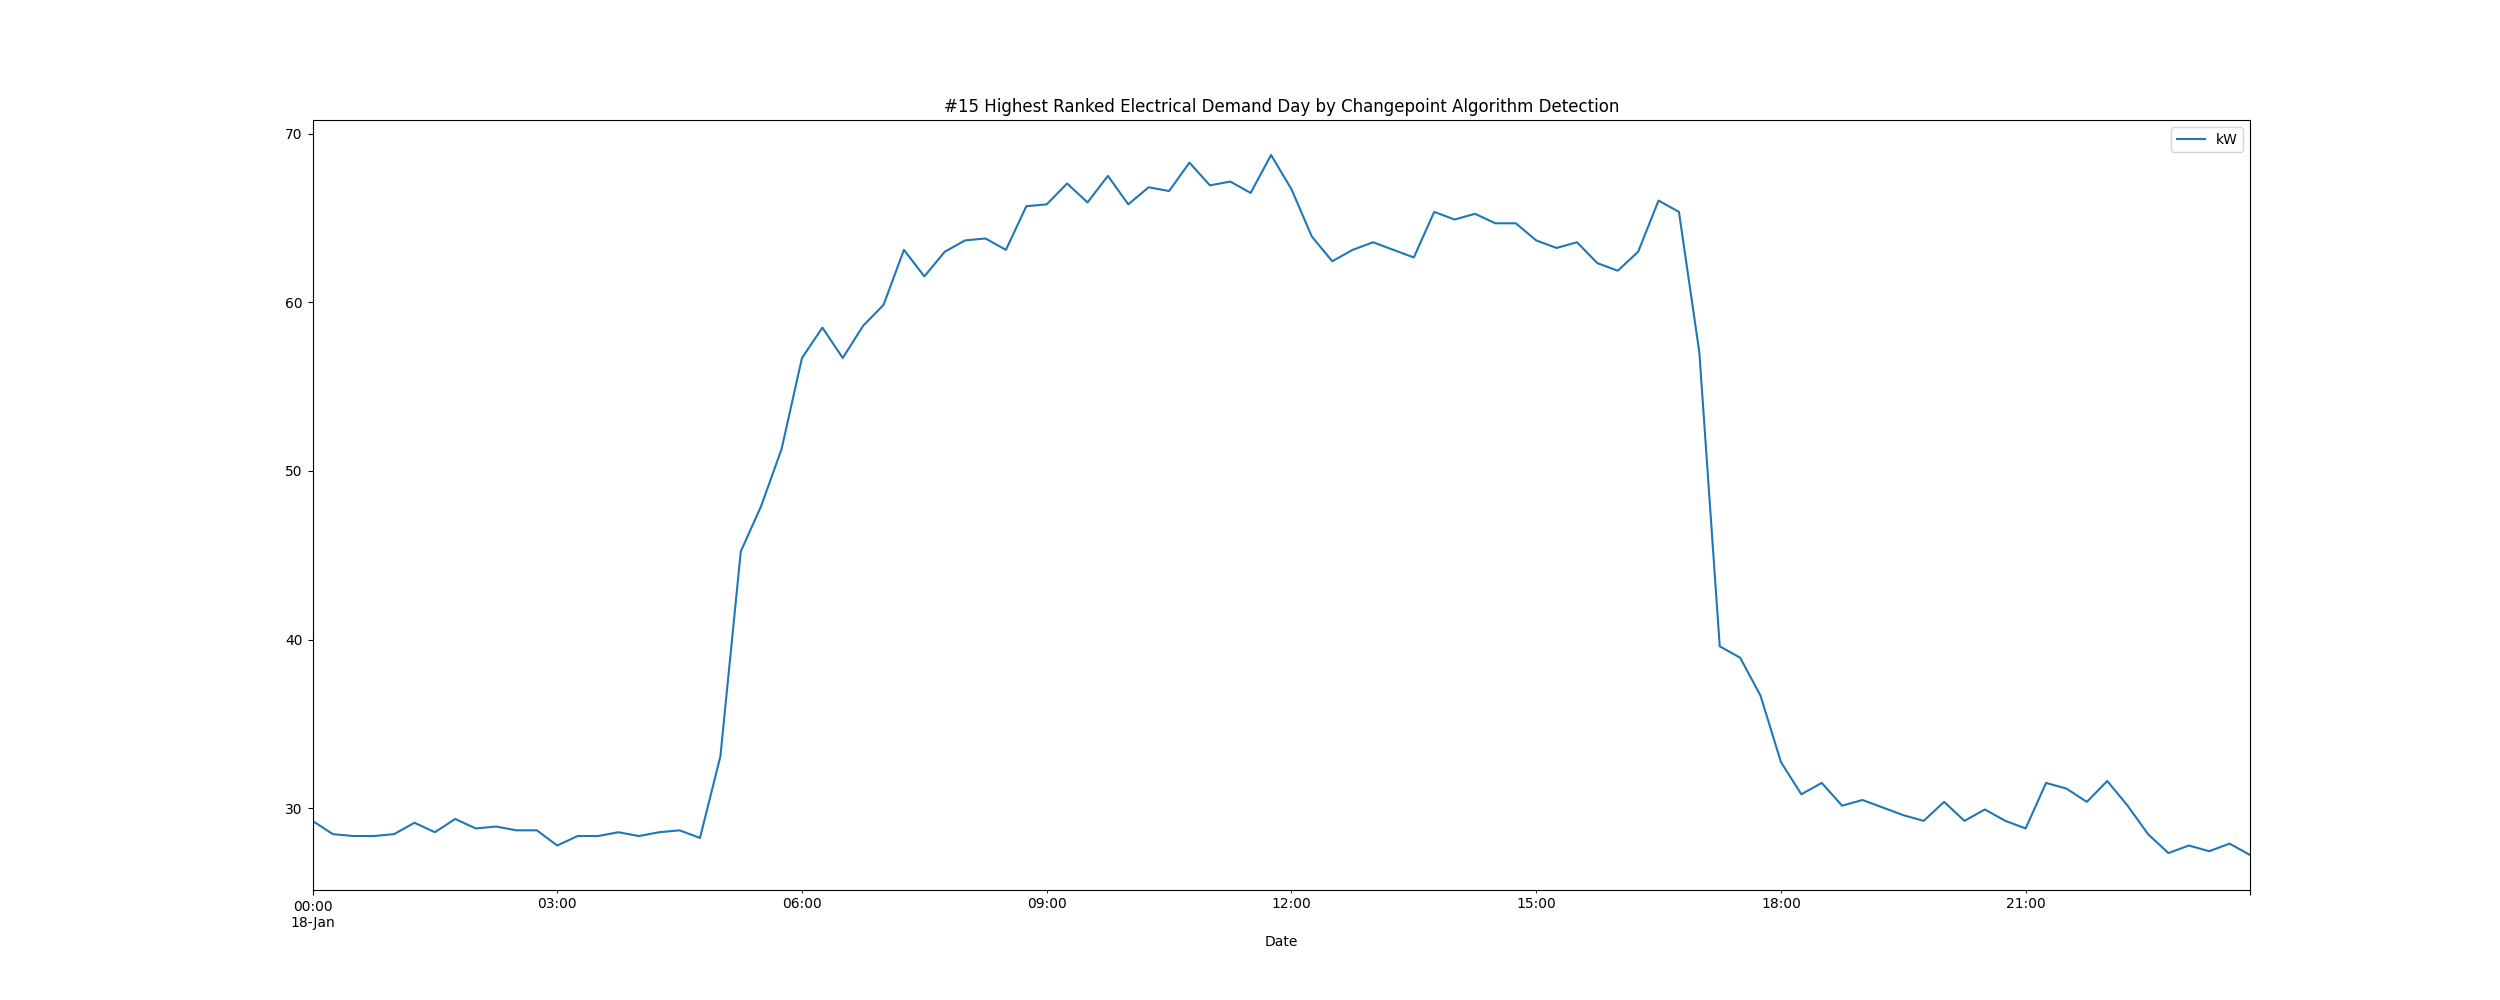 #15 Highest Ranked Electrical Demand Day by Changepoint Algorithm Detection
kW
70
60
50
40
30
00:00 03:00 06:00 09:00 12:00 15:00 18:00 21:00
18-Jan
Date